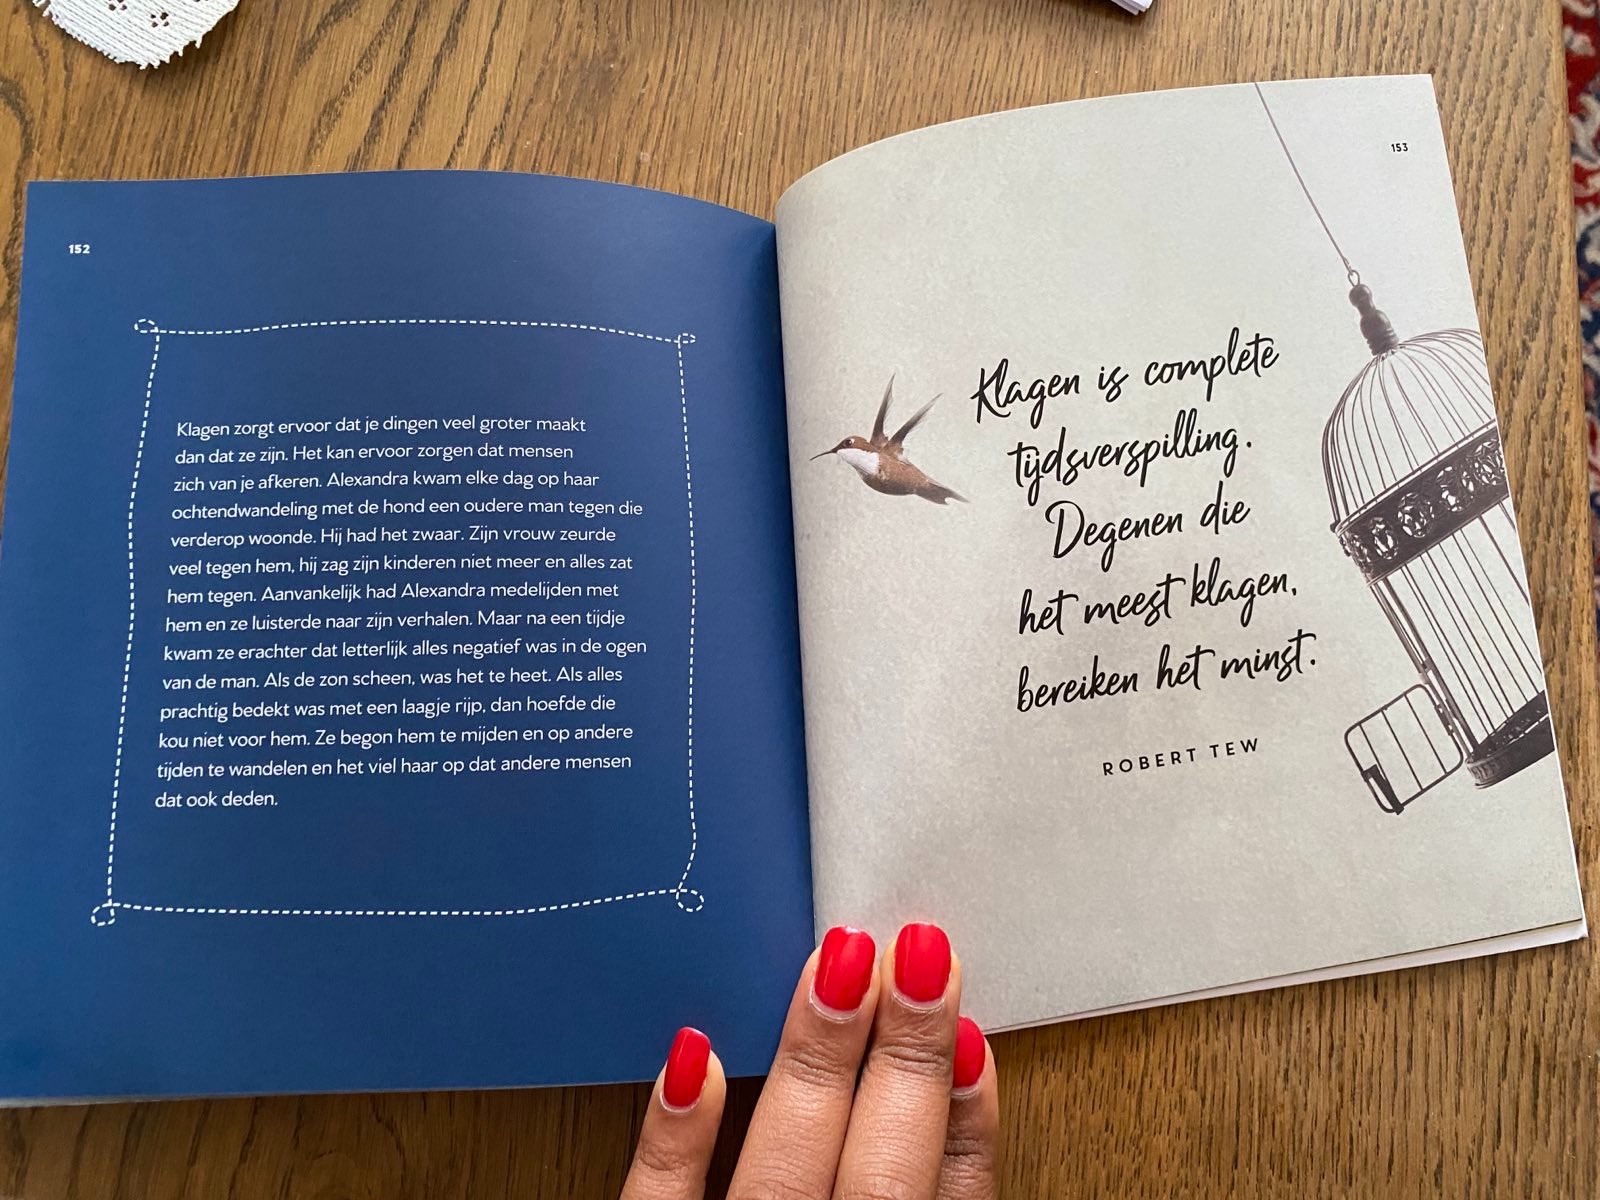 152
Klagen zorgt ervoor dat je dingen veel groter maakt
dan dat ze zijn. Het kan ervoor zorgen dat mensen
zich van je afkeren. Alexandra kwam elke dag op haar
ochtendwandeling met de hond een oudere man tegen die
verderop woonde. Hij had het zwaar. Zijn vrouw zeurde
veel tegen hem, hij zag zijn kinderen niet meer en alles zat
hem tegen. Aanvankelijk had Alexandra medelijden met
hem en ze luisterde naar zijn verhalen. Maar na een tijdje
kwam ze erachter dat letterlijk alles negatief was in de ogen
van de man. Als de zon scheen, was het te heet. Als alles
prachtig bedekt was met een laagje rijp, dan hoefde die
kou niet voor hem. Ze begon hem te mijden en op andere
tijden te wandelen en het viel haar op dat andere mensen
dat ook deden.
153
Klagen is complete
tijdsverspilling.
Degenen die
het meest klagen,
bereiken het minst.
ROBERT TEW